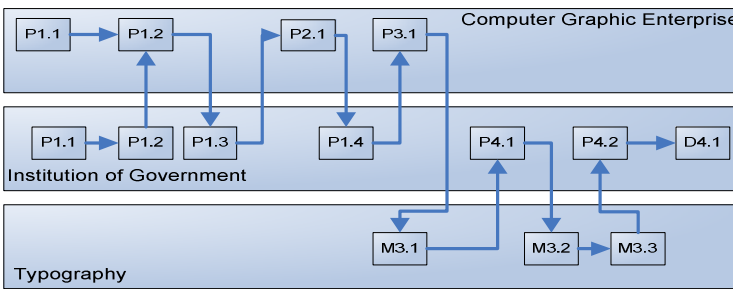 Computer Graphic Enterprise
P1.1 P1.2 P2.1 P3.1
P1.1 P1.2 P1.3 P1.4 P4.1 P4.2 D4.1
Institution of Government
M3.1 M3.2 M3.3
Typography